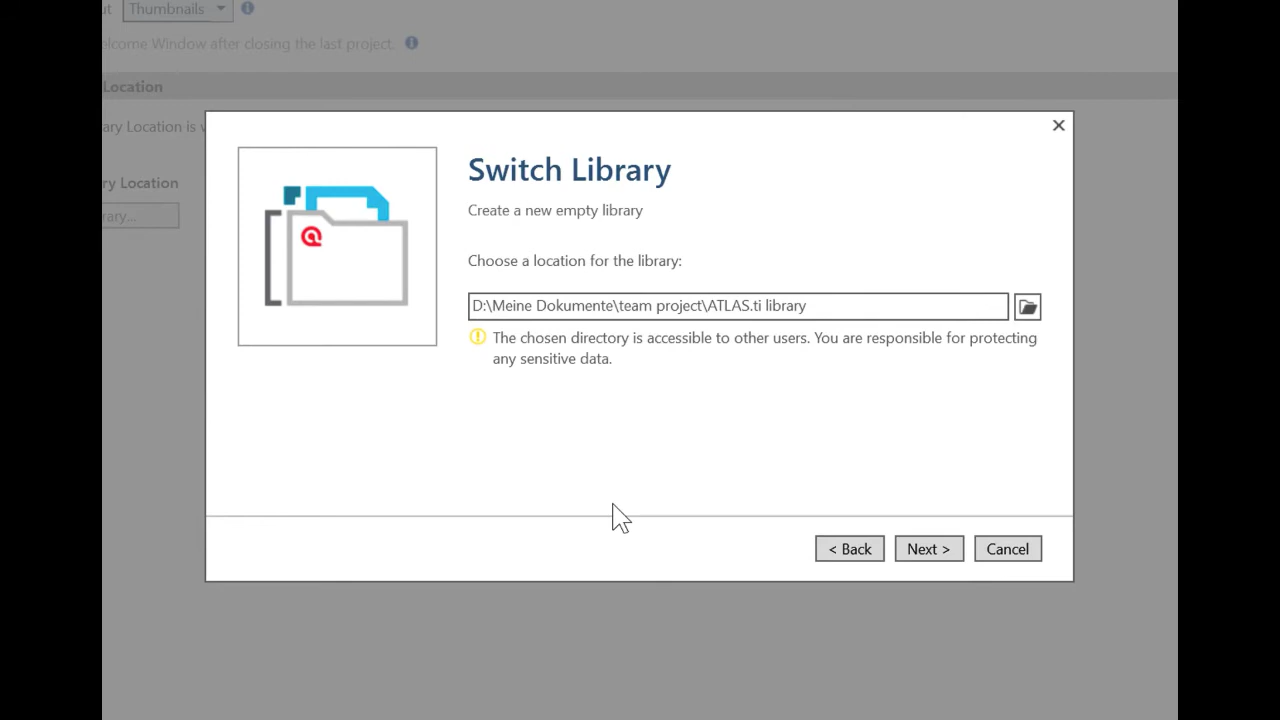 ut Thumbnails
elcome Window after closing the last project.
Location
ary Location is
ry Location
rary...
Switch Library
Create a new empty library
Choose a location for the library:
D:\Meine Dokumente\team project\ATLAS.ti library
The chosen directory is accessible to other users. You are responsible for protecting
any sensitive data.
< Back
Next >
Cancel